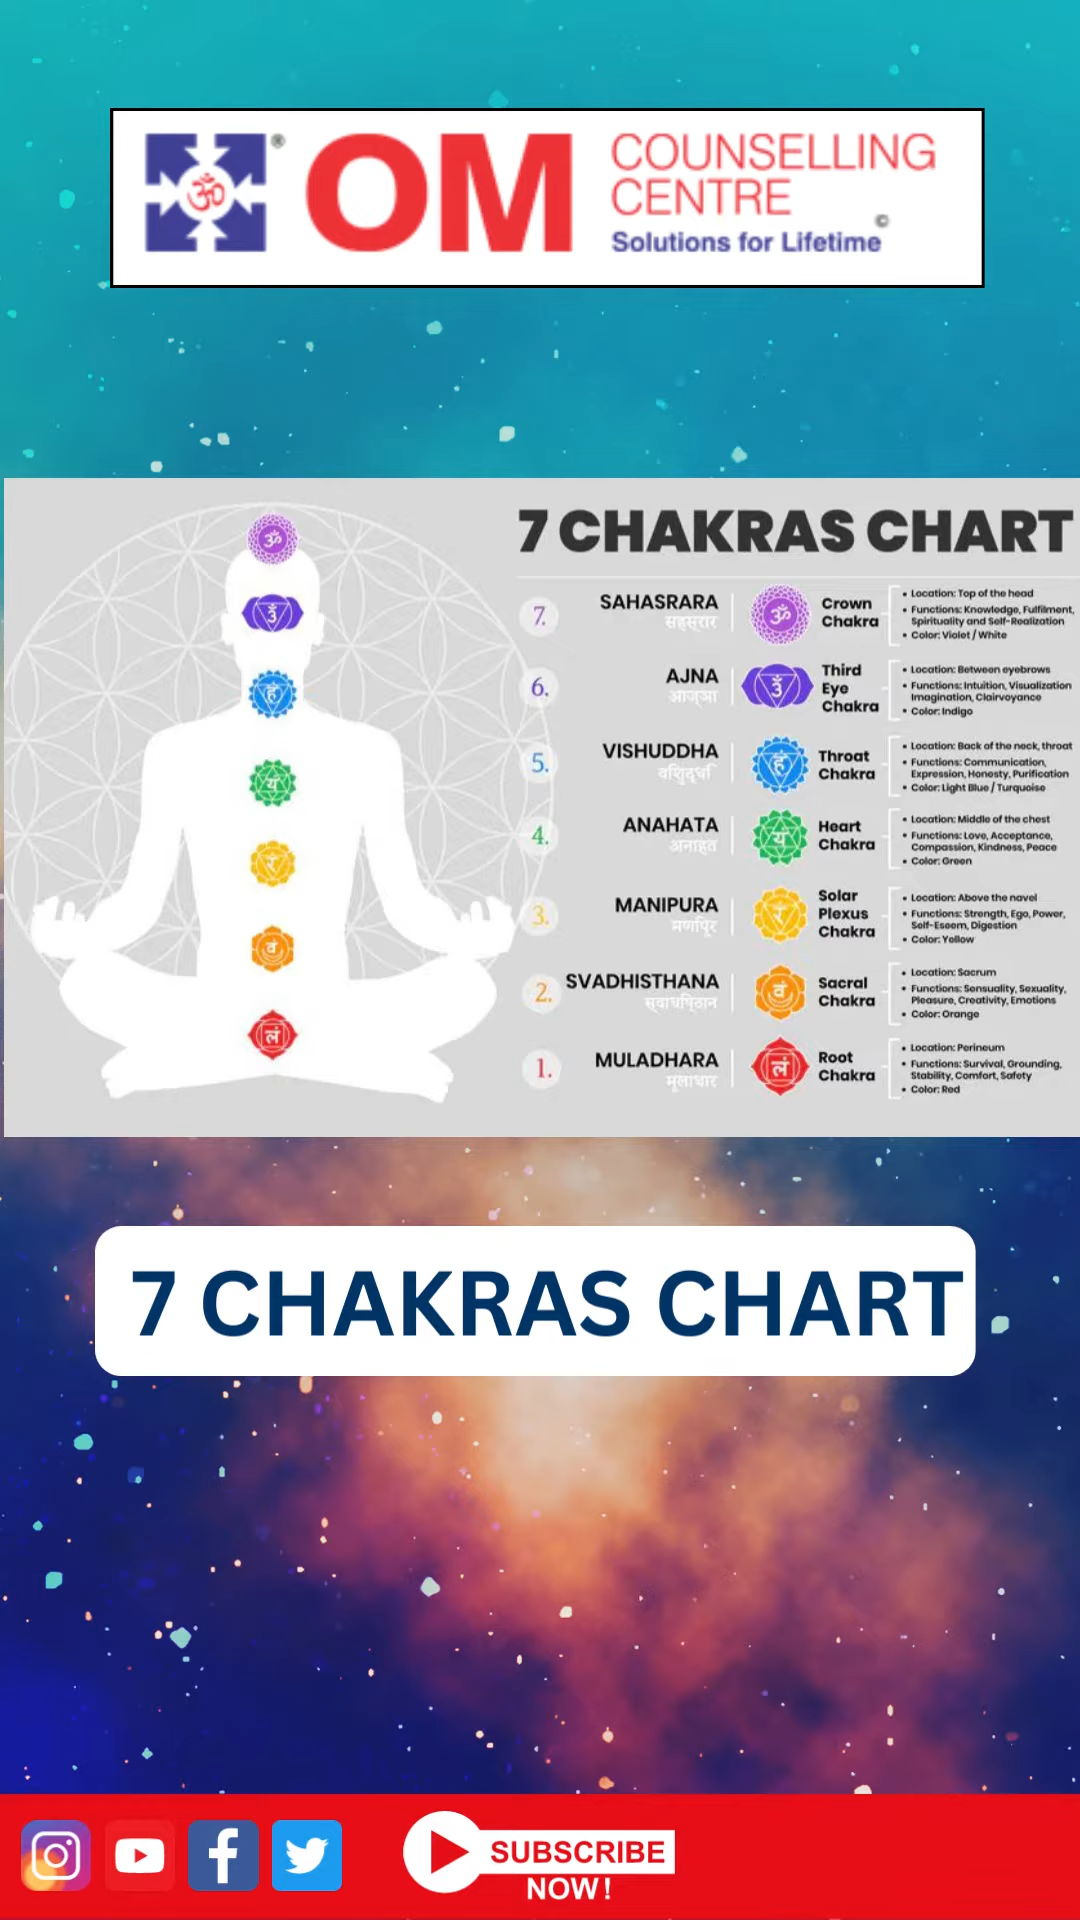 ®
OM
COUNSELLING
CENTRE
©
Solutions for Lifetime
7 CHAKRAS CHART
7.
SAHASRARA
सहस्रार
ॐ
Crown
Chakra
• Location: Top of the head
• Functions: Knowledge, Fulfilment,
Spirituality and Self-Realization
• Color: Violet / White
6.
AJNA
आज्ञा
Third
Eye
Chakra
• Location: Between eyebrows
• Functions: Intuition, Visualization
Imagination, Clairvoyance
• Color: Indigo
5.
VISHUDDHA
हं
Throat
Chakra
• Location: Back of the neck, throat
• Functions: Communication,
Expression, Honesty, Purification
• Color: Light Blue / Turquoise
4.
ANAHATA
अनाहत
यं
Heart
Chakra
• Location: Middle of the chest
• Functions: Love, Acceptance,
Compassion, Kindness, Peace
• Color: Green
3.
MANIPURA
रं
Solar
Plexus
Chakra
• Location: Above the navel
• Functions: Strength, Ego, Power,
Self-Eseem, Digestion
• Color: Yellow
2.
SVADHISTHANA
वं
Sacral
Chakra
• Location: Sacrum
• Functions: Sensuality, Sexuality,
Pleasure, Creativity, Emotions
• Color: Orange
1.
MULADHARA
मूलाधार
लं
Root
Chakra
• Location: Perineum
• Functions: Survival, Grounding,
Stability, Comfort, Safety
• Color: Red
7 CHAKRAS CHART
SUBSCRIBE
NOW!